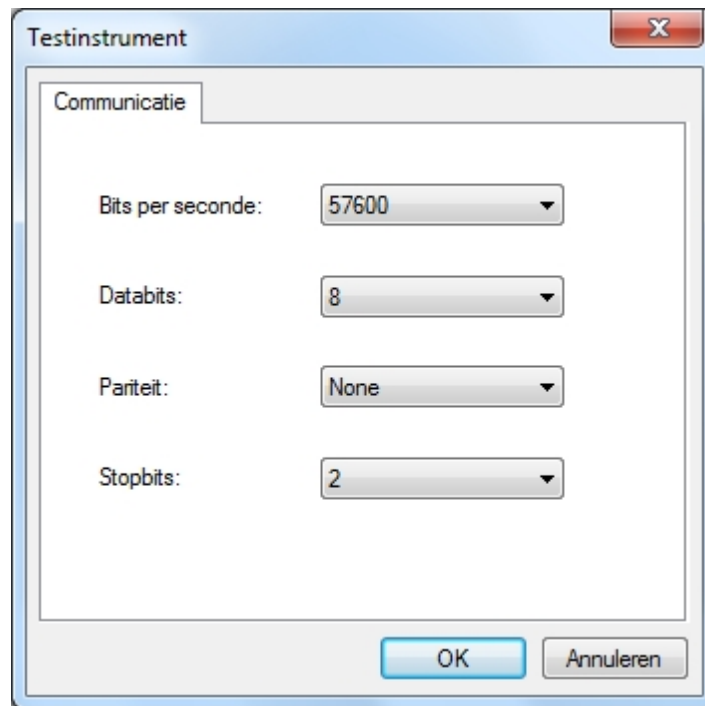 Testinstrument
Communicatie
Bits per seconde: 57600
Databits: 8
Pariteit: None
Stopbits: 2
OK Annuleren